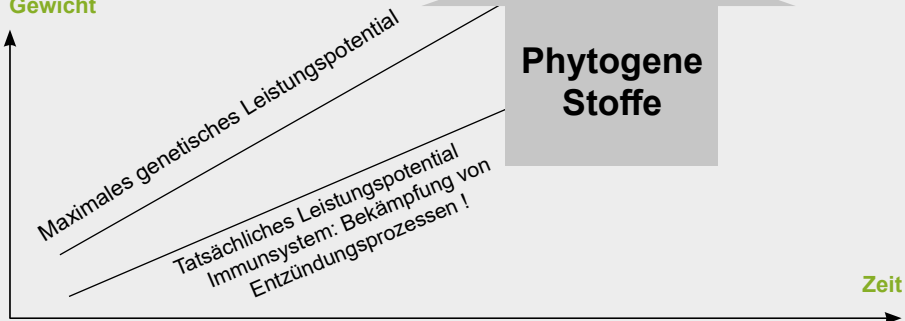 Gewicht
Maximales genetisches Leistungspotential
Phytogene
Stoffe
Tatsächliches Leistungspotential
Immunsystem: Bekämpfung von
Entzündungsprozessen !
Zeit